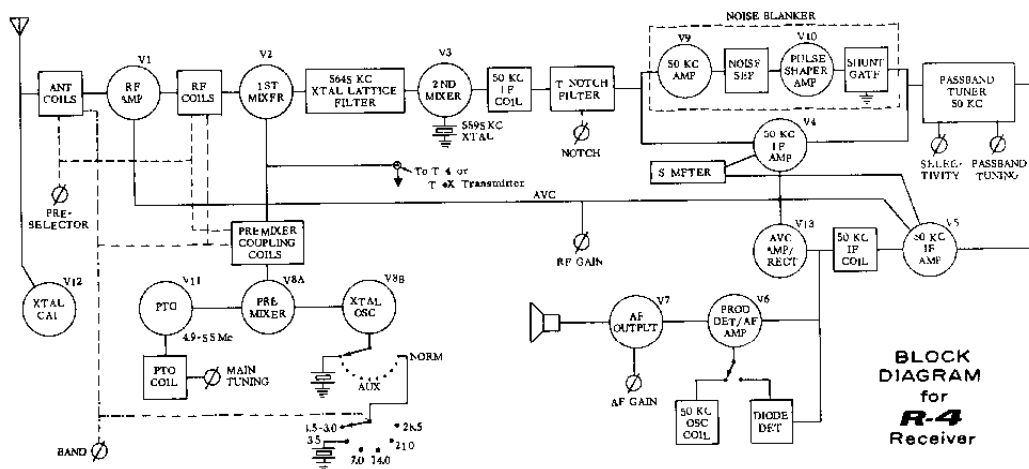 NOISE BLANKER
V9
V10
50 KC
AMP
NOISE
SEP
PULSE
SHAPER
AMP
SHUNT
GATE
V1
V2
V3
ANT
COILS
RF
AMP
RF
COILS
1ST
MIXER
5645 KC
XTAL LATTICE
FILTER
2ND
MIXER
50 KC
IF
COIL
T NOTCH
FILTER
PASSBAND
TUNER
50 KC
5595 KC
XTAL
NOTCH
V4
50 KC
IF
AMP
SELEC-
TIVITY
PASSBAND
TUNING
S METER
To T 4 or
T 4X Transmitter
PRE-
SELECTOR
AVC
PREMIXER
COUPLING
COILS
RF GAIN
V13
AVC
AMP/
RECT
50 KC
IF
COIL
V5
50 KC
IF
AMP
V12
XTAL
CAL
V11
PTO
V8A
PRE
MIXER
V8B
XTAL
OSC
V7
AF
OUTPUT
V6
PROD
DET/AF
AMP
4.9-5.5 Mc
PTO
COIL
MAIN
TUNING
NORM
AUX
AF GAIN
50 KC
OSC
COIL
DIODE
DET
BLOCK
DIAGRAM
for
R-4
Receiver
BAND
1.5-3.0
3.5
7.0
14.0
21.0
28.5